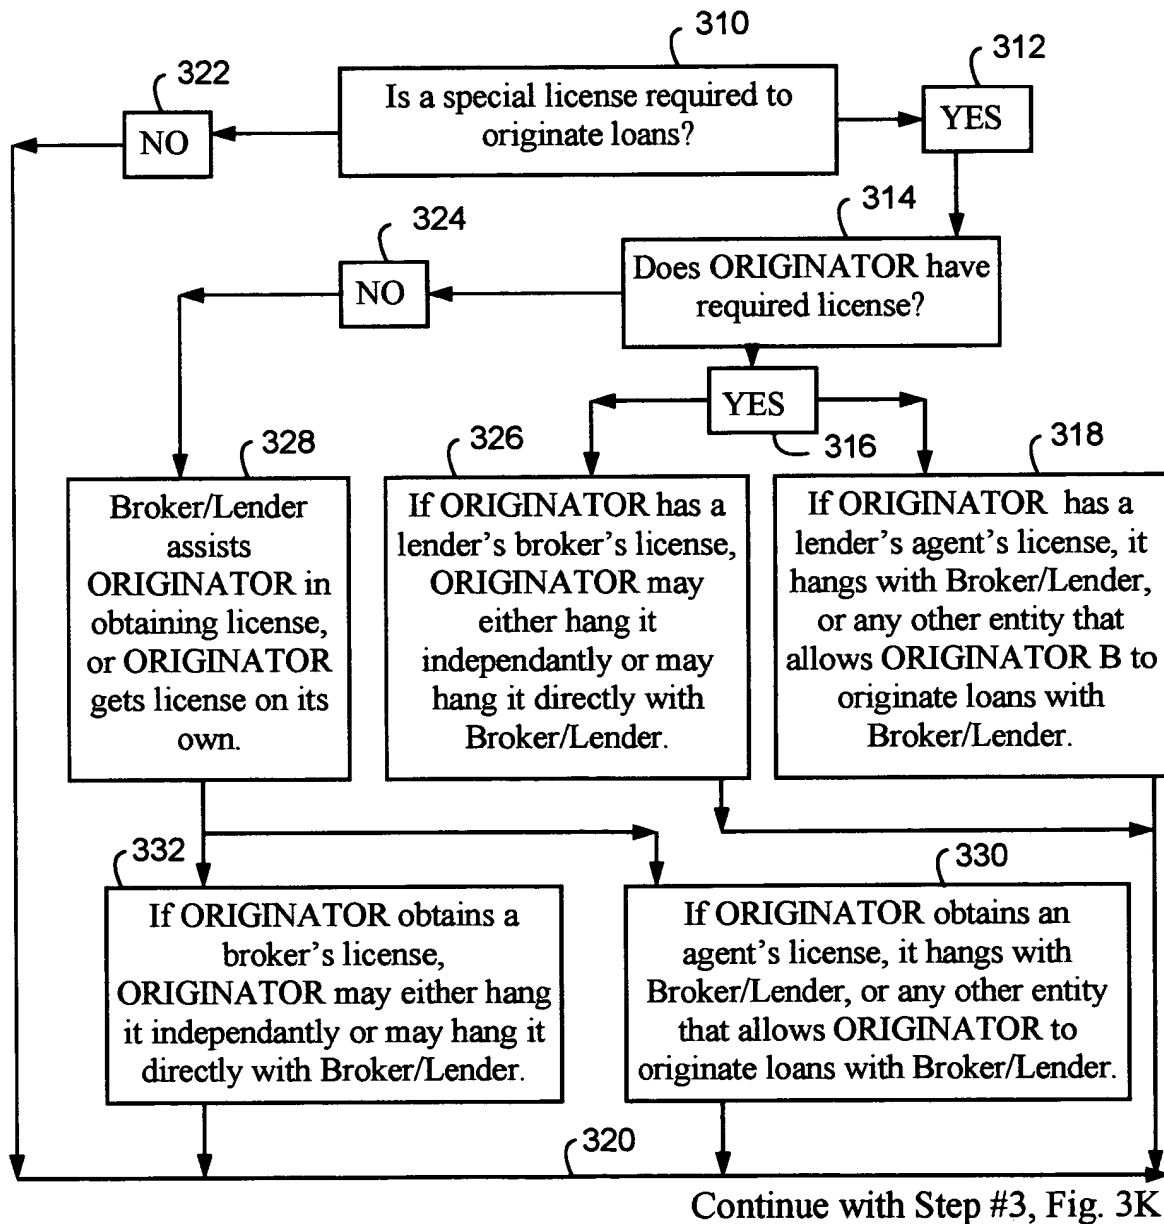 310
322
312
Is a special license required to
originate loans?
NO
YES
314
324
Does ORIGINATOR have
required license?
NO
YES
316
328
326
318
Broker/Lender
assists
ORIGINATOR in
obtaining license,
or ORIGINATOR
gets license on its
own.
If ORIGINATOR has a
lender's broker's license,
ORIGINATOR may
either hang it
independantly or may
hang it directly with
Broker/Lender.
If ORIGINATOR has a
lender's agent's license, it
hangs with Broker/Lender,
or any other entity that
allows ORIGINATOR B to
originate loans with
Broker/Lender.
332
330
If ORIGINATOR obtains a
broker's license,
ORIGINATOR may either hang
it independantly or may hang it
directly with Broker/Lender.
If ORIGINATOR obtains an
agent's license, it hangs with
Broker/Lender, or any other entity
that allows ORIGINATOR to
originate loans with Broker/Lender.
320
Continue with Step #3, Fig. 3K